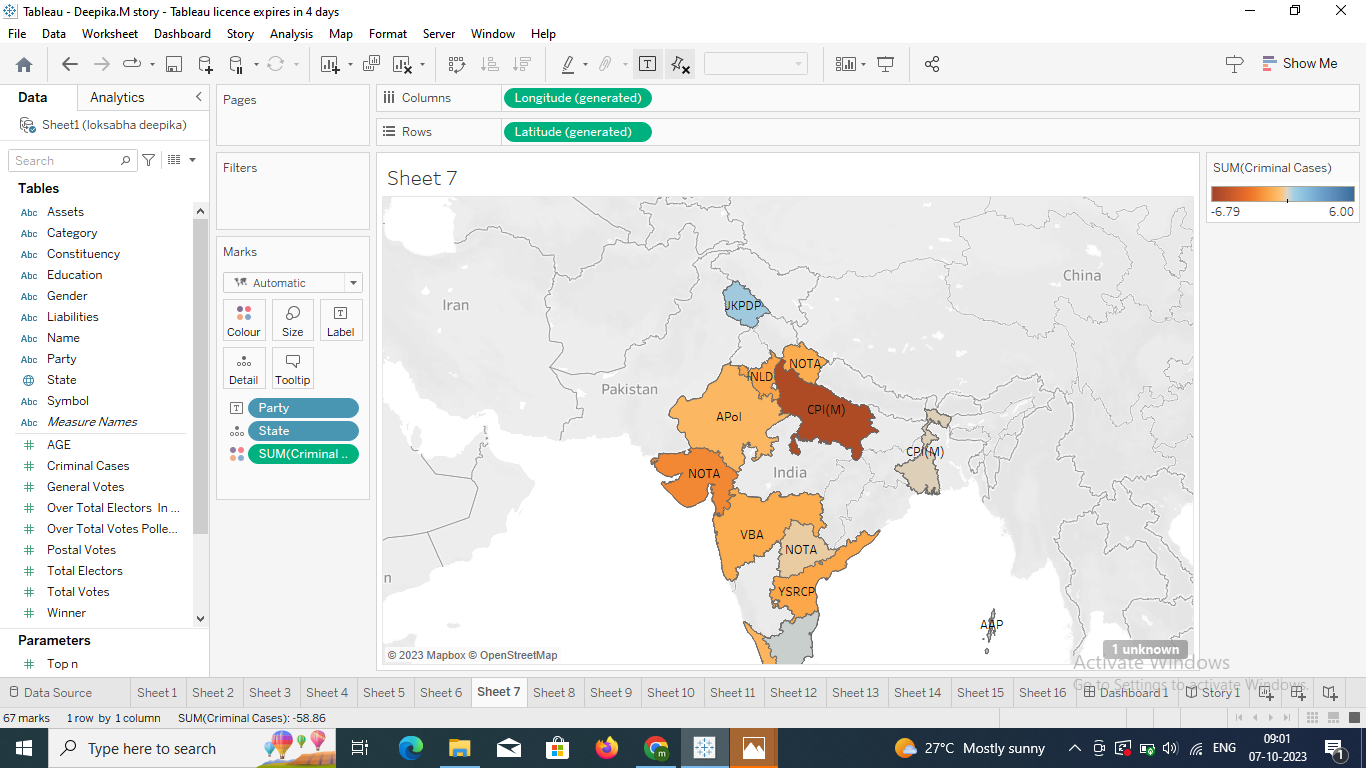 Tableau - Deepika.M story - Tableau licence expires in 4 days
File Data Worksheet Dashboard Story Analysis Map Format Server Window Help
Show Me
Data Analytics
Sheet1 (loksabha deepika)
Search
Tables
Abc Assets
Abc Category
Abc Constituency
Abc Education
Abc Gender
Abc Liabilities
Abc Name
Abc Party
State
Abc Symbol
Abc Measure Names
AGE
Criminal Cases
General Votes
Over Total Electors In ...
Over Total Votes Polle...
Postal Votes
Total Electors
Total Votes
Winner
Parameters
Top n
Pages
Filters
Marks
Automatic
Colour Size Label
Detail Tooltip
Party
State
SUM(Criminal ..
Columns Longitude (generated)
Rows Latitude (generated)
Sheet 7
China
Iran
JKPDP
NOTA
INLD
Pakistan
CPI(M)
APoI
CPI(M)
India
NOTA
VBA
NOTA
YSRCP
n
AAP
1 unknown
© 2023 Mapbox © OpenStreetMap
SUM(Criminal Cases)
-6.79 6.00
Activate Windows
Go to Settings to activate Windows.
Data Source Sheet 1 Sheet 2 Sheet 3 Sheet 4 Sheet 5 Sheet 6 Sheet 7 Sheet 8 Sheet 9 Sheet 10 Sheet 11 Sheet 12 Sheet 13 Sheet 14 Sheet 15 Sheet 16 Dashboard 1 Story 1
67 marks 1 row by 1 column SUM(Criminal Cases): -58.86
Type here to search
27°C Mostly sunny
ENG
09:01
07-10-2023
1